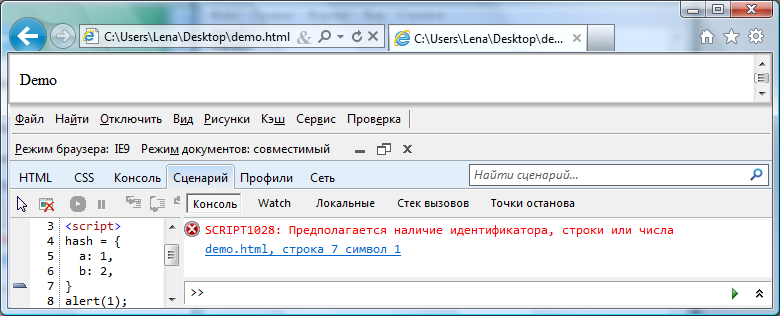 C:\Users\Lena\Desktop\demo.html
C:\Users\Lena\Desktop\de...
Demo
Файл Найти Отключить Вид Рисунки Кэш Сервис Проверка
Режим браузера: IE9 Режим документов: совместимый
HTML CSS Консоль Сценарий Профили Сеть Найти сценарий...
Консоль Watch Локальные Стек вызовов Точки останова
3 <script>
4 hash = {
5 a: 1,
6 b: 2,
7 }
8 alert(1);
SCRIPT1028: Предполагается наличие идентификатора, строки или числа
demo.html, строка 7 символ 1
>>